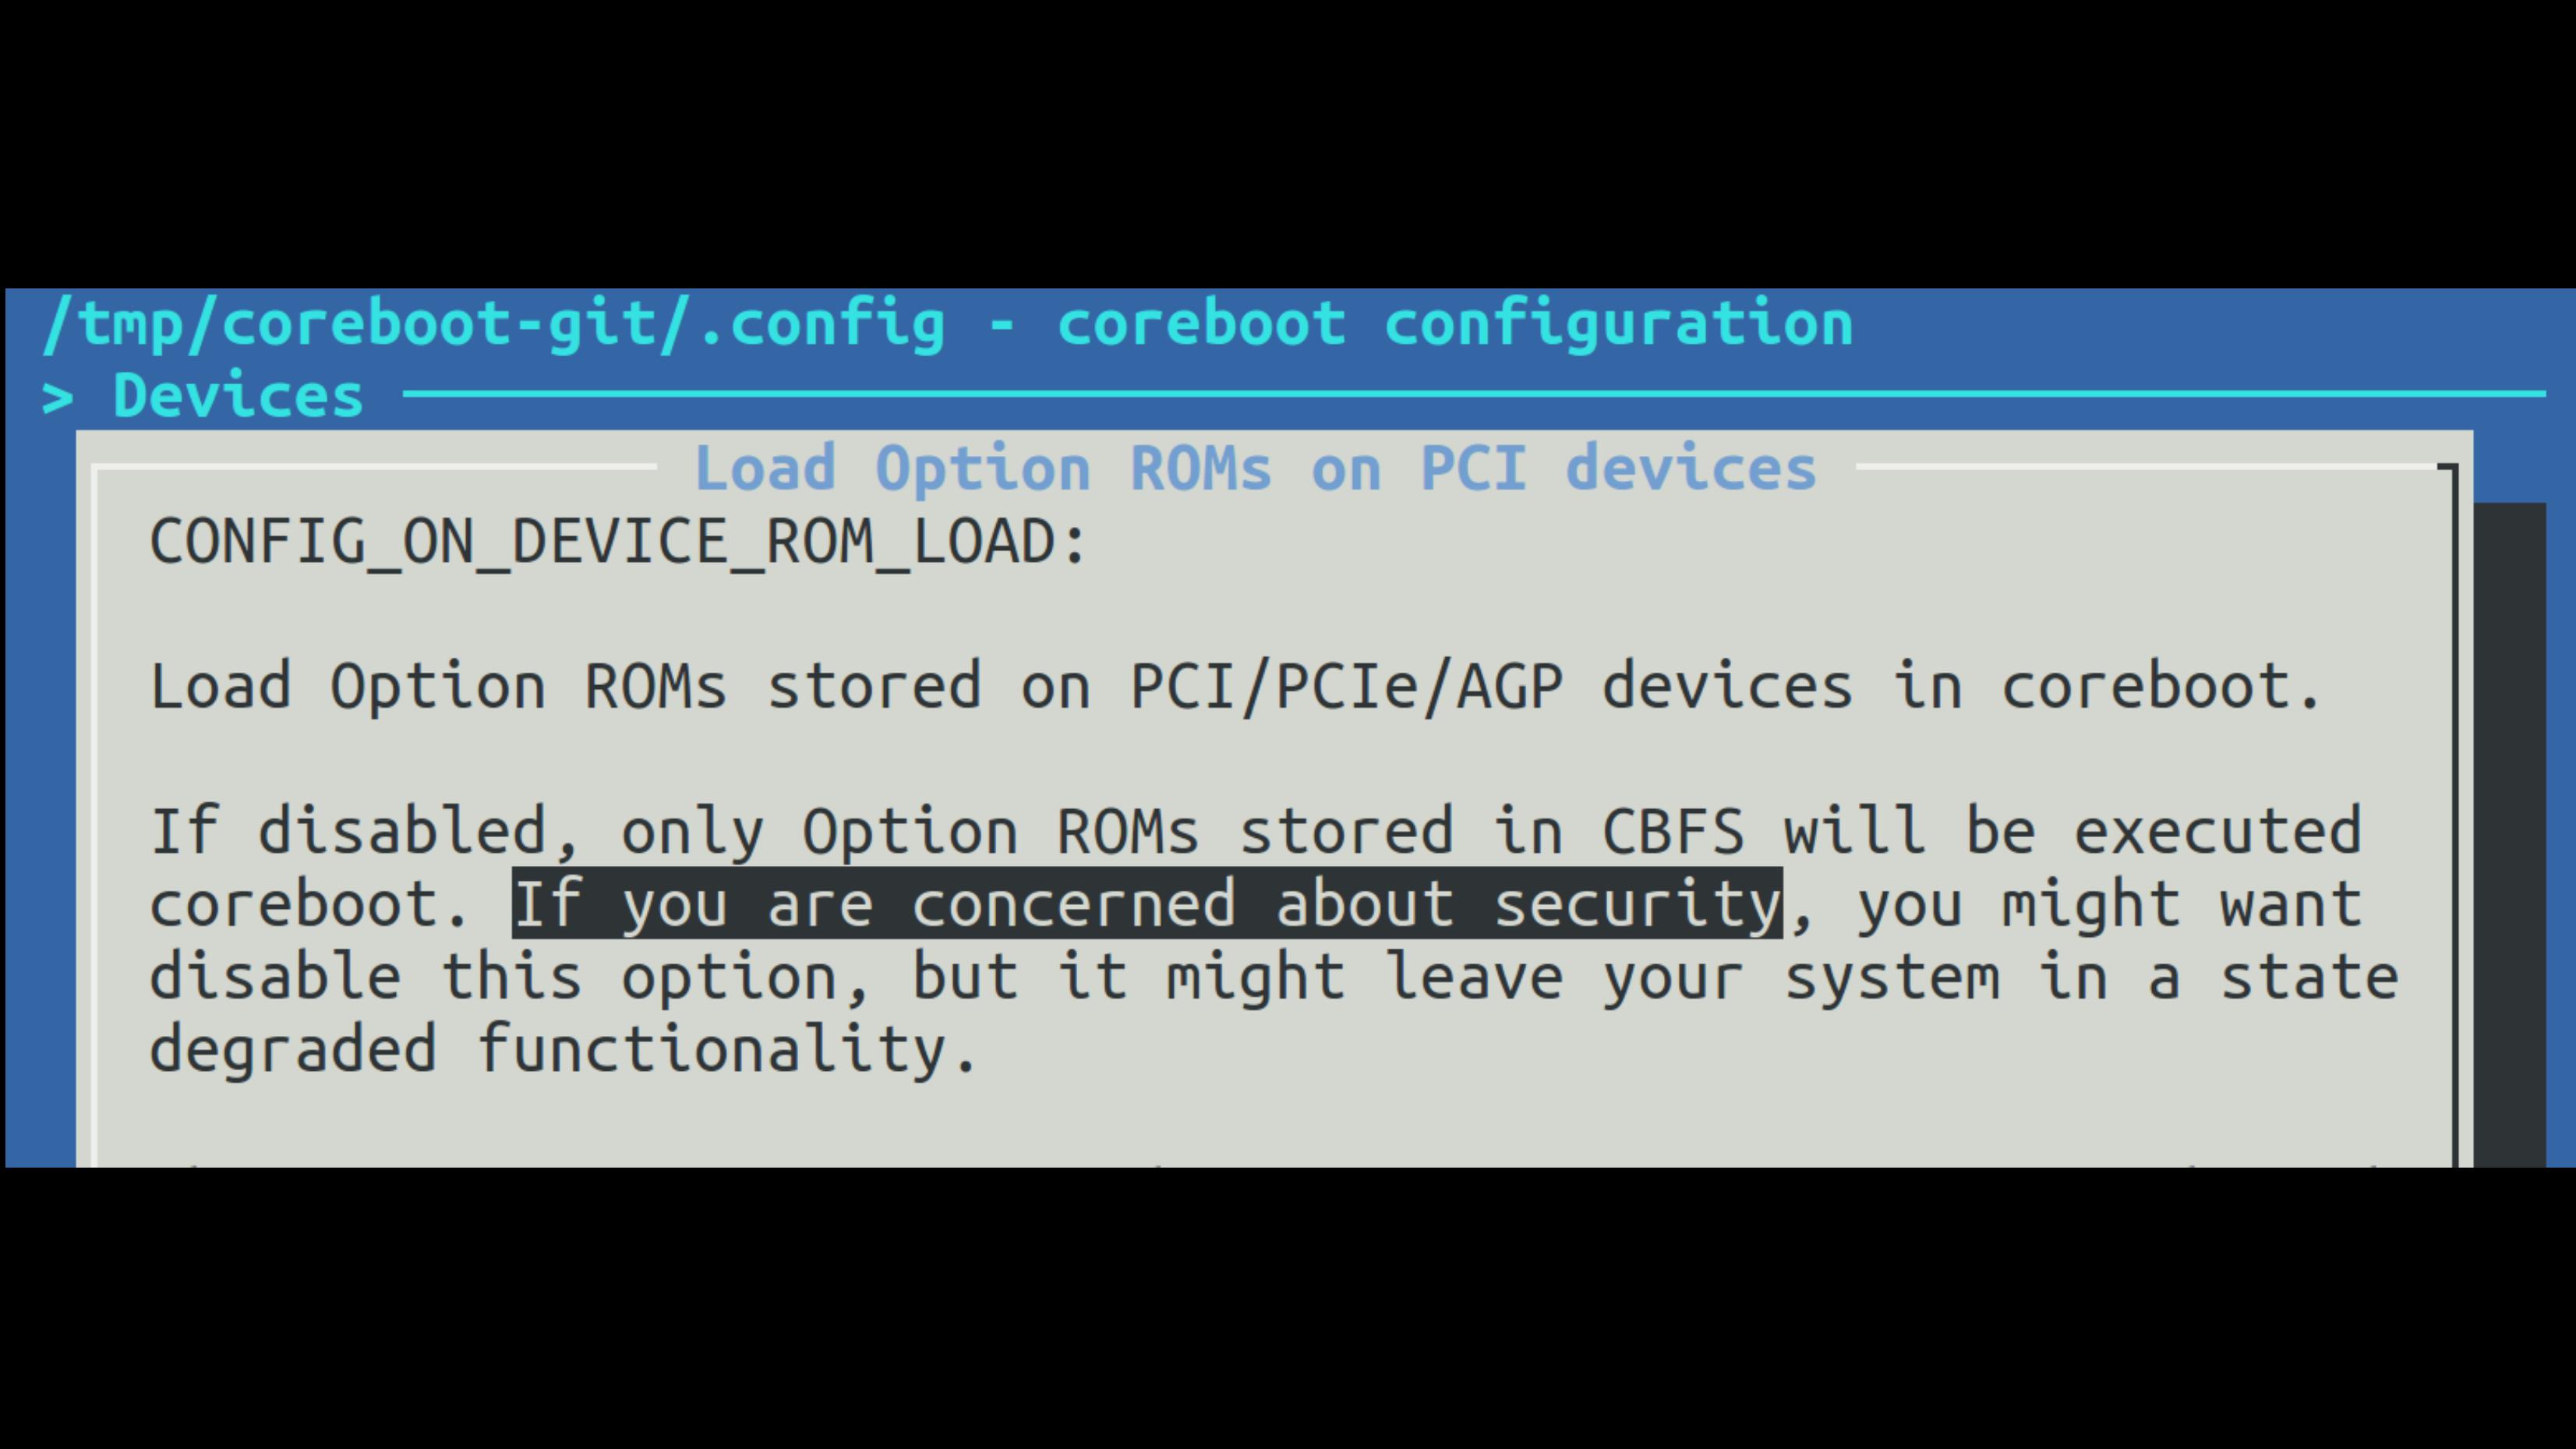 /tmp/coreboot-git/.config - coreboot configuration
> Devices
Load Option ROMs on PCI devices
CONFIG_ON_DEVICE_ROM_LOAD:
Load Option ROMs stored on PCI/PCIe/AGP devices in coreboot.
If disabled, only Option ROMs stored in CBFS will be executed
coreboot. If you are concerned about security, you might want
disable this option, but it might leave your system in a state
degraded functionality.